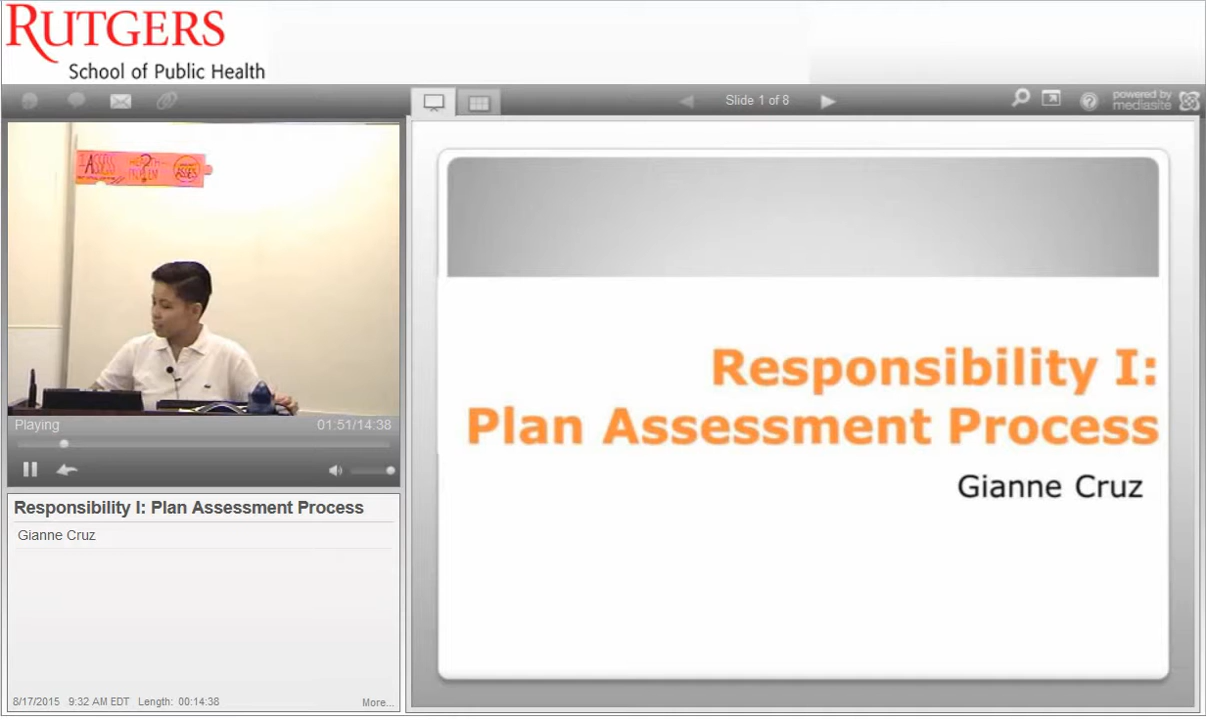 RUTGERS
School of Public Health
Slide 1 of 8
powered by
mediasite
I ASSESS
?
ASSES
Playing
01:51/14:38
Responsibility I: Plan Assessment Process
Gianne Cruz
8/17/2015 9:32 AM EDT Length: 00:14:38
More...
Responsibility I:
Plan Assessment Process
Gianne Cruz